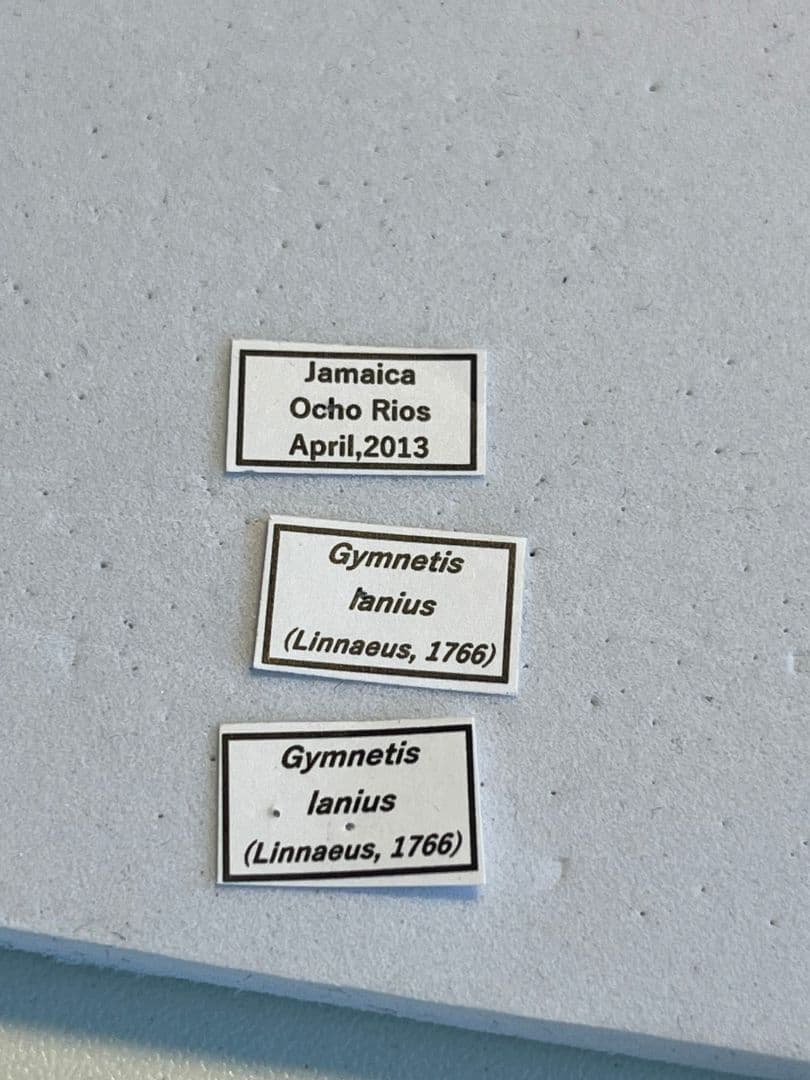 Jamaica
Ocho Rios
April,2013
Gymnetis
lanius
(Linnaeus, 1766)
Gymnetis
lanius
(Linnaeus, 1766)